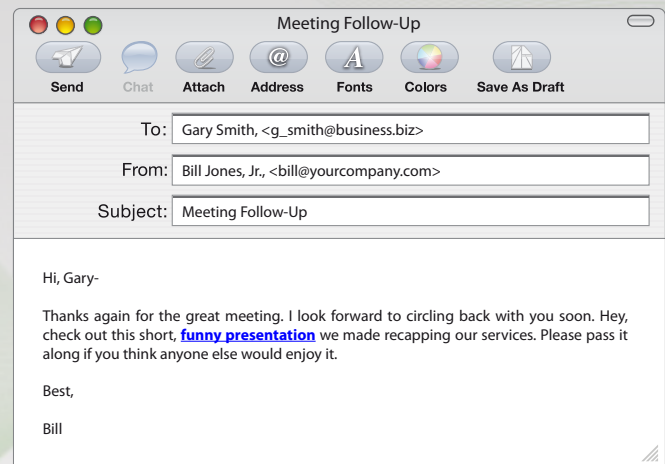 Meeting Follow-Up
@
A
Send Chat Attach Address Fonts Colors Save As Draft
To: Gary Smith, <g_smith@business.biz>
From: Bill Jones, Jr., <bill@yourcompany.com>
Subject: Meeting Follow-Up
Hi, Gary-
Thanks again for the great meeting. I look forward to circling back with you soon. Hey,
check out this short, funny presentation we made recapping our services. Please pass it
along if you think anyone else would enjoy it.
Best,
Bill